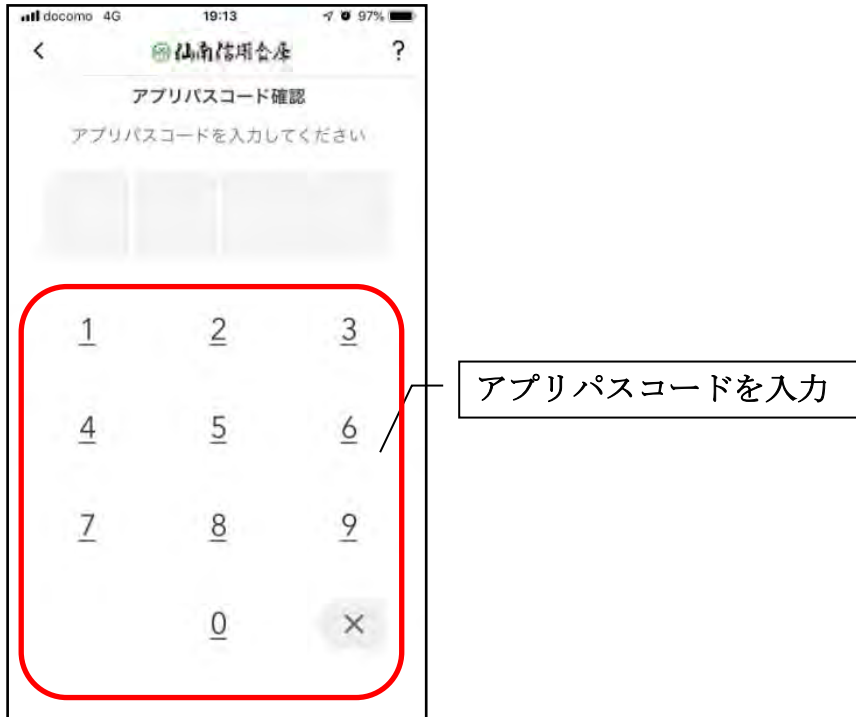 docomo 4G 19:13 97%
< 仙南信用金庫 ?
アプリパスコード確認
アプリパスコードを入力してください
1 2 3
4 5 6
アプリパスコードを入力
7 8 9
0 ×